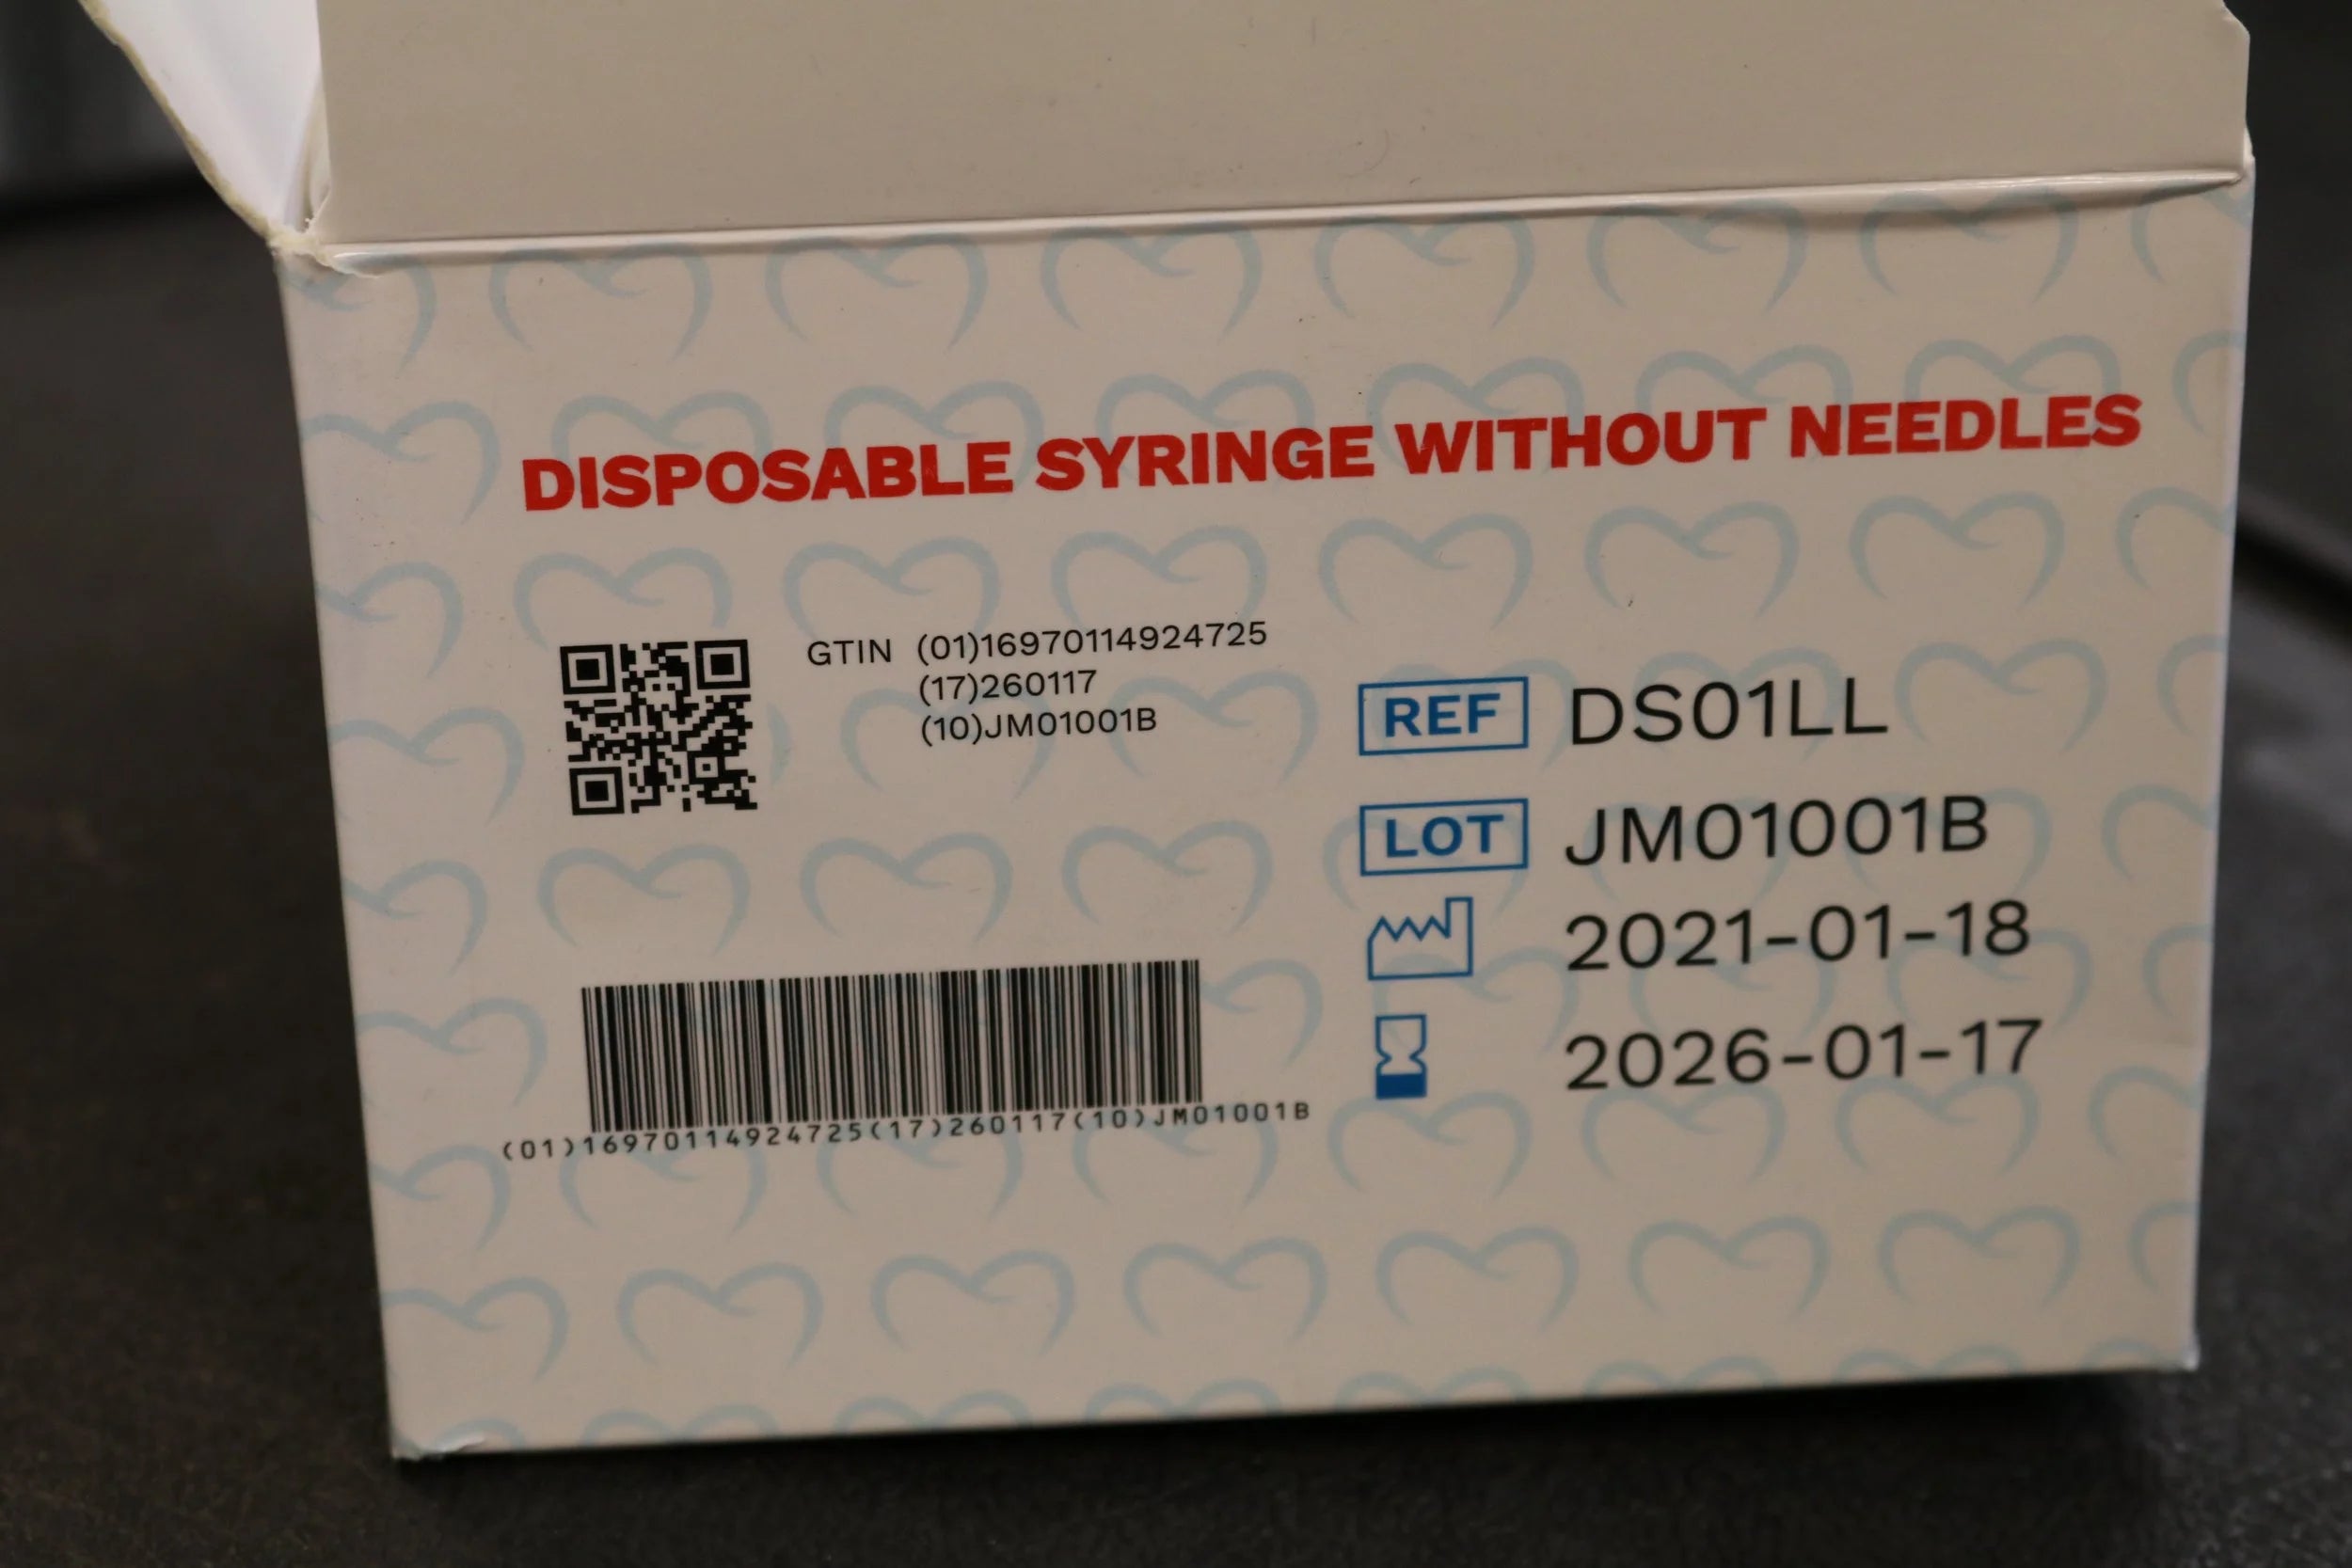 DISPOSABLE SYRINGE WITHOUT NEEDLES
GTIN (01)16970114924725
(17)260117
(10)JM01001B
REF DS01LL
LOT JM01001B
2021-01-18
2026-01-17
(01)16970114924725(17)260117(10)JM01001B